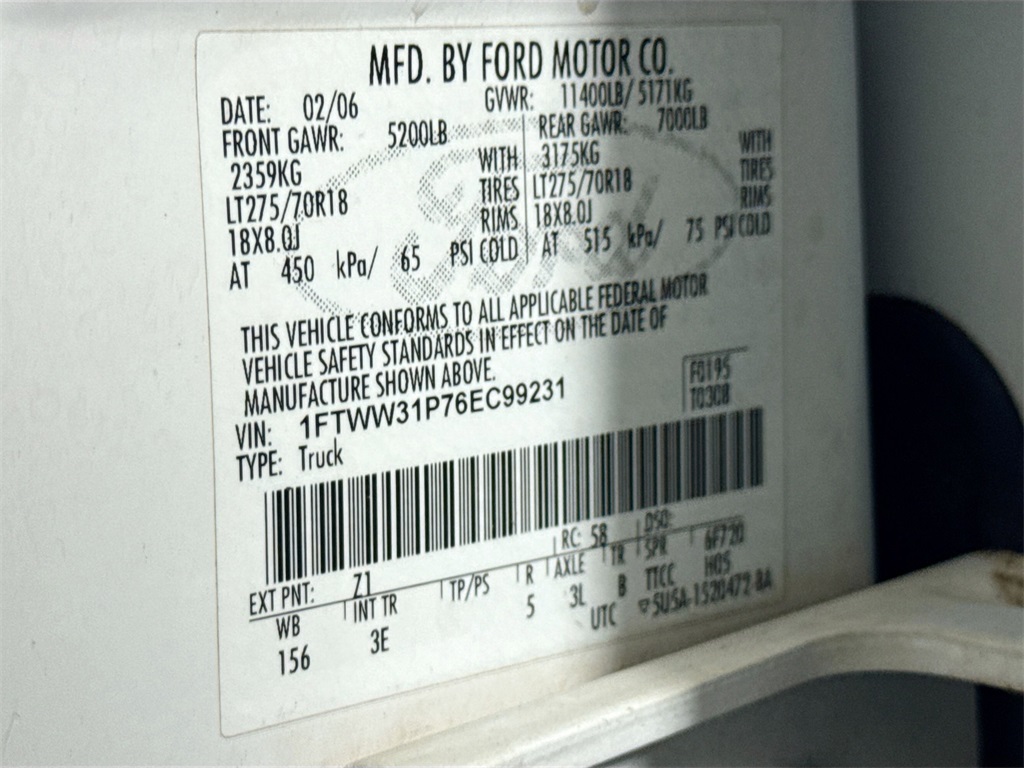 MFD. BY FORD MOTOR CO.
DATE: 02/06 GVWR: 11400LB/ 5171KG
FRONT GAWR: 5200LB REAR GAWR: 7000LB
2359KG WITH 3175KG WITH
LT275/70R18 TIRES LT275/70R18 TIRES
18X8.0J RIMS 18X8.0J RIMS
AT 450 kPa/ 65 PSI COLD AT 515 kPa/ 75 PSI COLD
THIS VEHICLE CONFORMS TO ALL APPLICABLE FEDERAL MOTOR
VEHICLE SAFETY STANDARDS IN EFFECT ON THE DATE OF
MANUFACTURE SHOWN ABOVE.
F0195
T0308
VIN: 1FTWW31P76EC99231
TYPE: Truck
EXT PNT: Z1 RC: 58 DSO:
WB INT TR TP/PS R AXLE TR SPR 6F720
156 3E 5 3L B TTCC H05
UTC 5U5A-1520472-BA
Ford